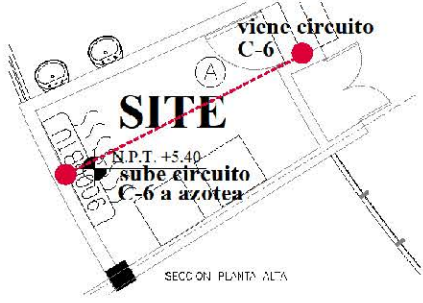 viene circuito
C-6
A
SITE
N.P.T. +5.40
sube circuito
C-6 a azotea
SECCION PLANTA ALTA